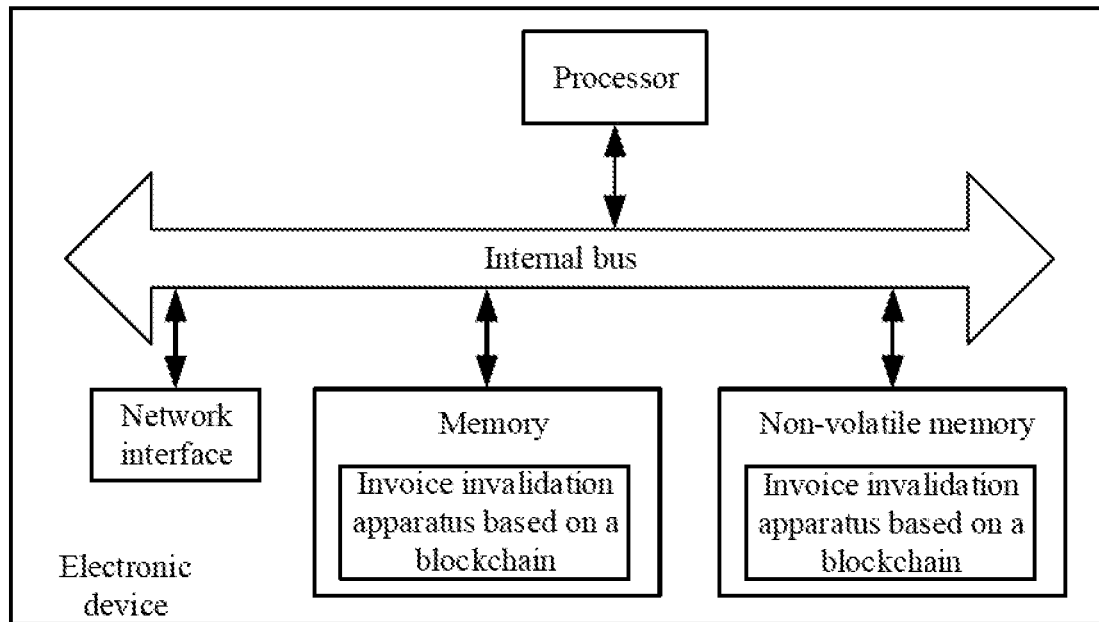 Processor
Internal bus
Network
interface
Memory
Invoice invalidation
apparatus based on a
blockchain
Non-volatile memory
Invoice invalidation
apparatus based on a
blockchain
Electronic
device